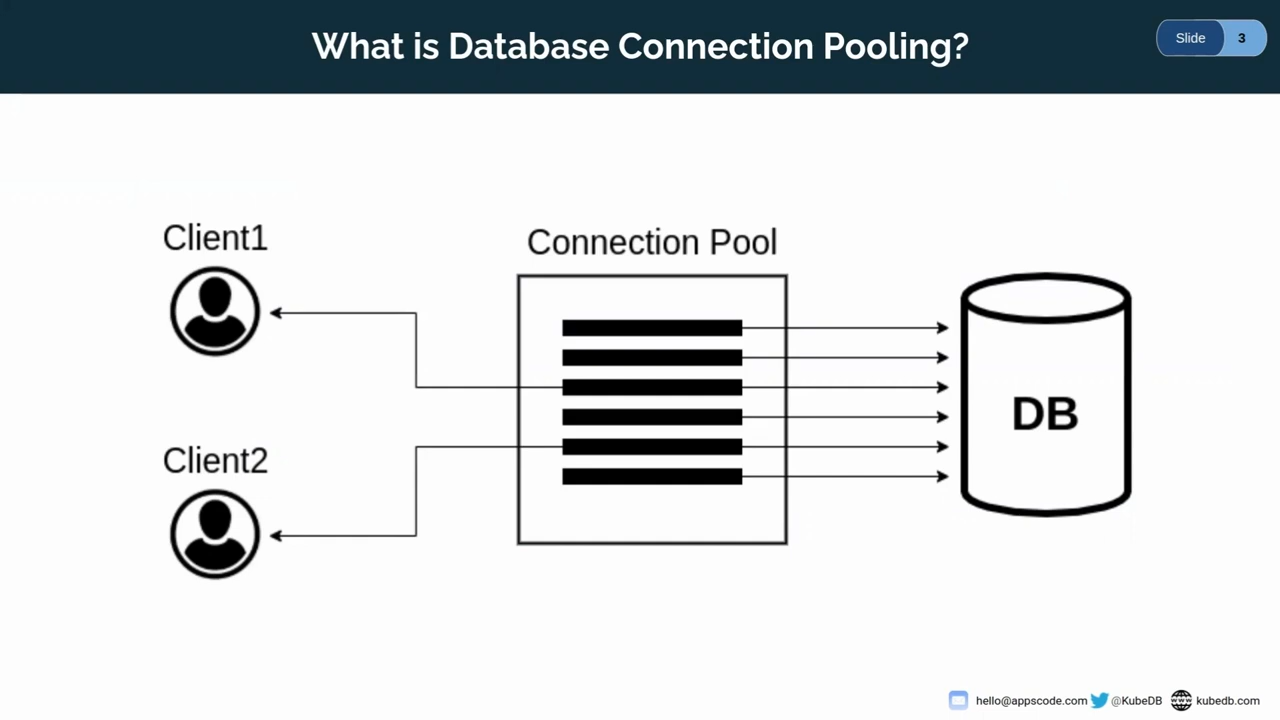 What is Database Connection Pooling?
Slide 3
Client1
Connection Pool
DB
Client2
hello@appscode.com @KubeDB kubedb.com